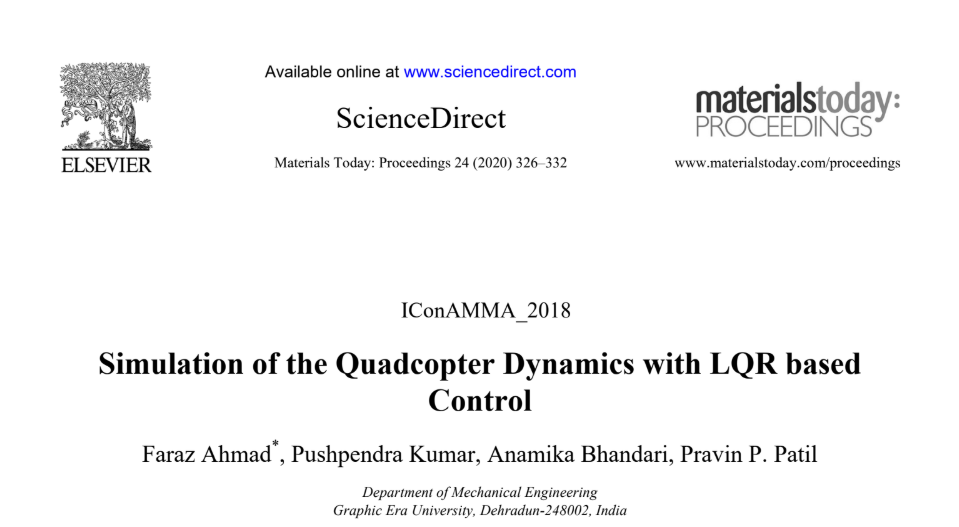 ELSEVIER
Available online at www.sciencedirect.com
ScienceDirect
Materials Today: Proceedings 24 (2020) 326–332
materialstoday:
PROCEEDINGS
www.materialstoday.com/proceedings
IConAMMA_2018
Simulation of the Quadcopter Dynamics with LQR based
Control
Faraz Ahmad*, Pushpendra Kumar, Anamika Bhandari, Pravin P. Patil
Department of Mechanical Engineering
Graphic Era University, Dehradun-248002, India